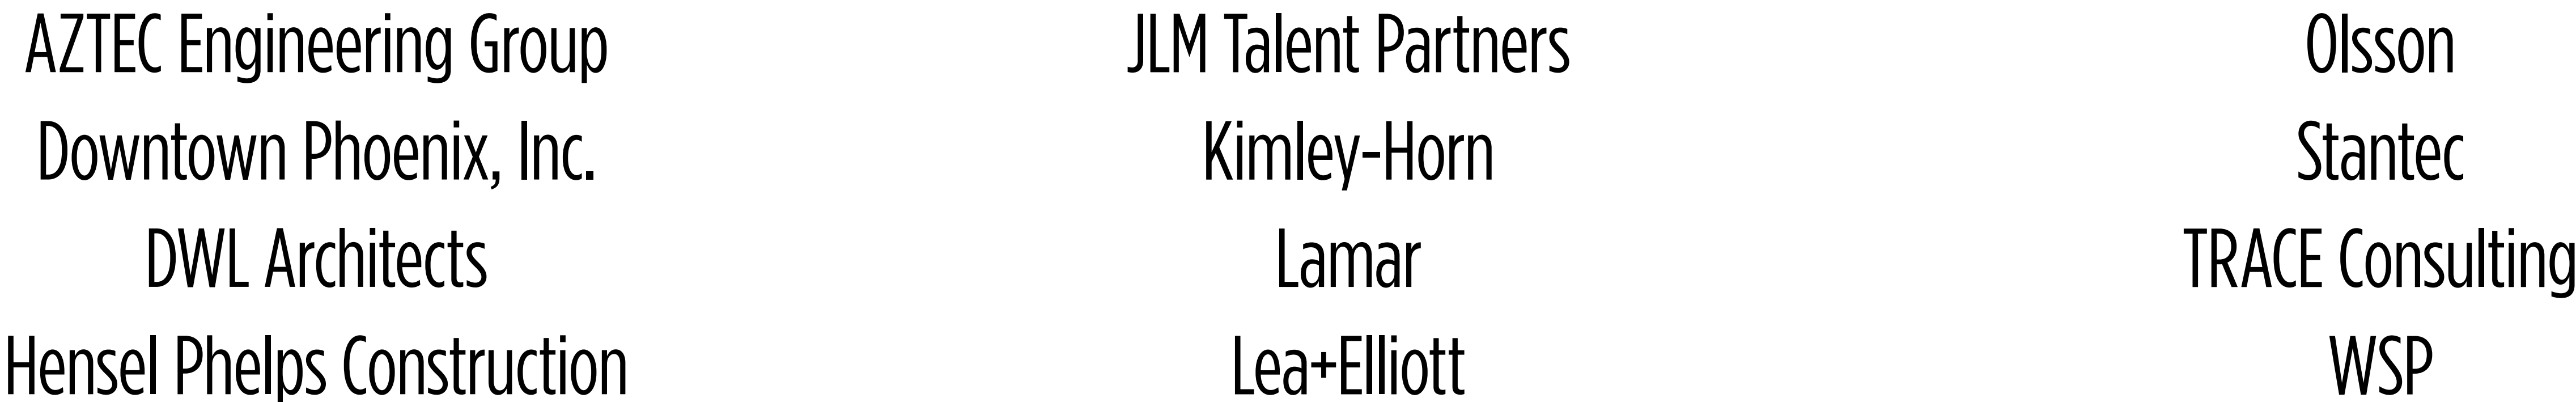 AZTEC Engineering Group
Downtown Phoenix, Inc.
DWL Architects
Hensel Phelps Construction
JLM Talent Partners
Kimley-Horn
Lamar
Lea+Elliott
Olsson
Stantec
TRACE Consulting
WSP